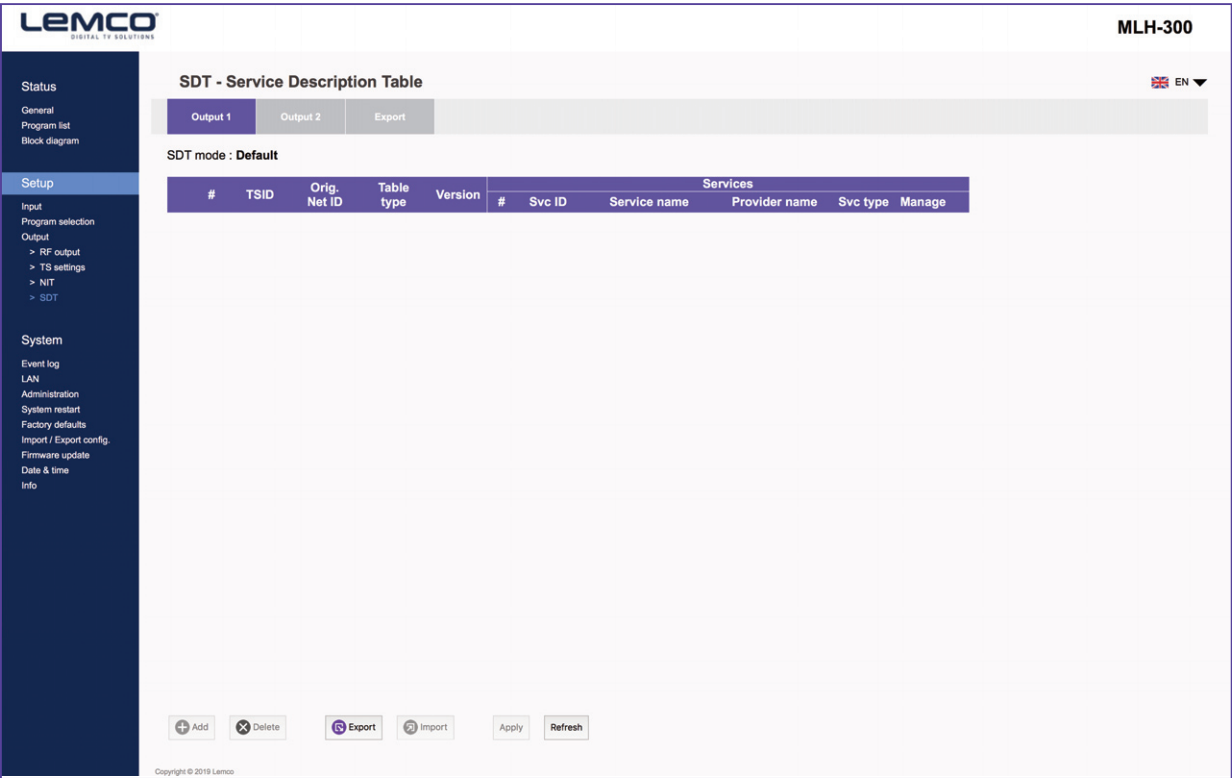 LEMCO
DIGITAL TV SOLUTIONS
MLH-300
Status
General
Program list
Block diagram
Setup
Input
Program selection
Output
> RF output
> TS settings
> NIT
> SDT
System
Event log
LAN
Administration
System restart
Factory defaults
Import / Export config.
Firmware update
Date & time
Info
SDT - Service Description Table
EN
Output 1 Output 2 Export
SDT mode : Default
# TSID Orig. Net ID Table type Version Services
# Svc ID Service name Provider name Svc type Manage
Add Delete Export Import Apply Refresh
Copyright © 2019 Lemco